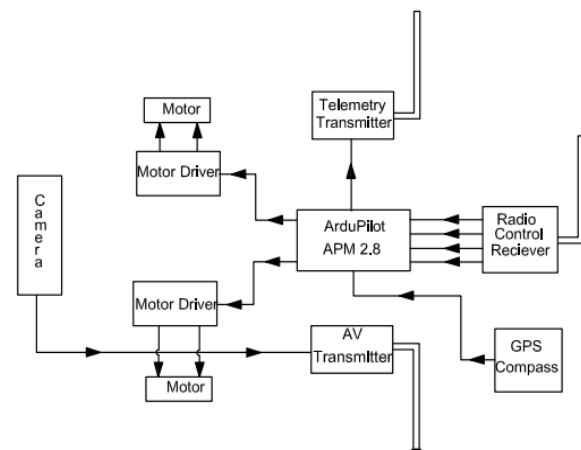 Telemetry
Transmitter
Motor
Motor Driver
Camera
ArduPilot
APM 2.8
Radio
Control
Reciever
Motor Driver
AV
Transmitter
GPS
Compass
Motor